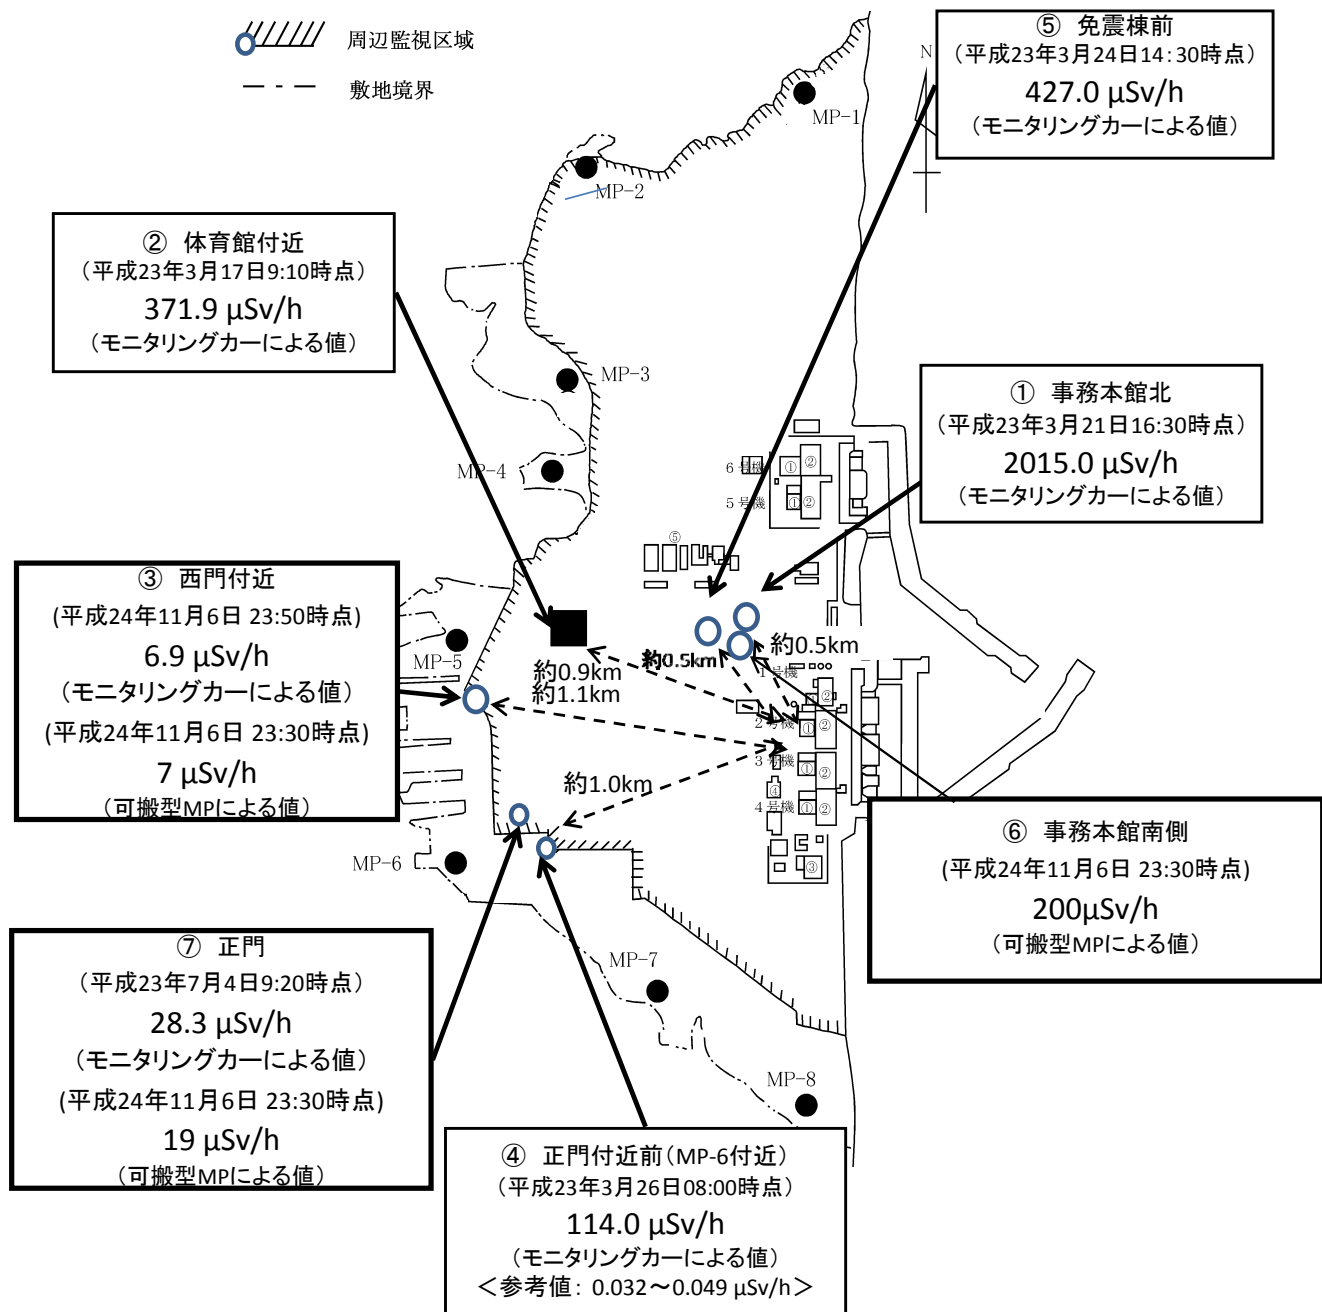 周辺監視区域
敷地境界
⑤ 免震棟前
(平成23年3月24日14:30時点)
427.0 μSv/h
(モニタリングカーによる値)
N
MP-1
MP-2
② 体育館付近
(平成23年3月17日9:10時点)
371.9 μSv/h
(モニタリングカーによる値)
MP-3
MP-4
① 事務本館北
(平成23年3月21日16:30時点)
2015.0 μSv/h
(モニタリングカーによる値)
6号機
① ②
5号機
① ②
⑤
③ 西門付近
(平成24年11月6日 23:50時点)
6.9 μSv/h
(モニタリングカーによる値)
(平成24年11月6日 23:30時点)
7 μSv/h
(可搬型MPによる値)
MP-5
約0.9km
約1.1km
約0.5km
約0.5km
1号機
②
2号機
① ②
3号機
① ②
④
4号機
① ②
③
約1.0km
MP-6
⑥ 事務本館南側
(平成24年11月6日 23:30時点)
200μSv/h
(可搬型MPによる値)
⑦ 正門
(平成23年7月4日9:20時点)
28.3 μSv/h
(モニタリングカーによる値)
(平成24年11月6日 23:30時点)
19 μSv/h
(可搬型MPによる値)
MP-7
MP-8
④ 正門付近前(MP-6付近)
(平成23年3月26日08:00時点)
114.0 μSv/h
(モニタリングカーによる値)
<参考値: 0.032～0.049 μSv/h>